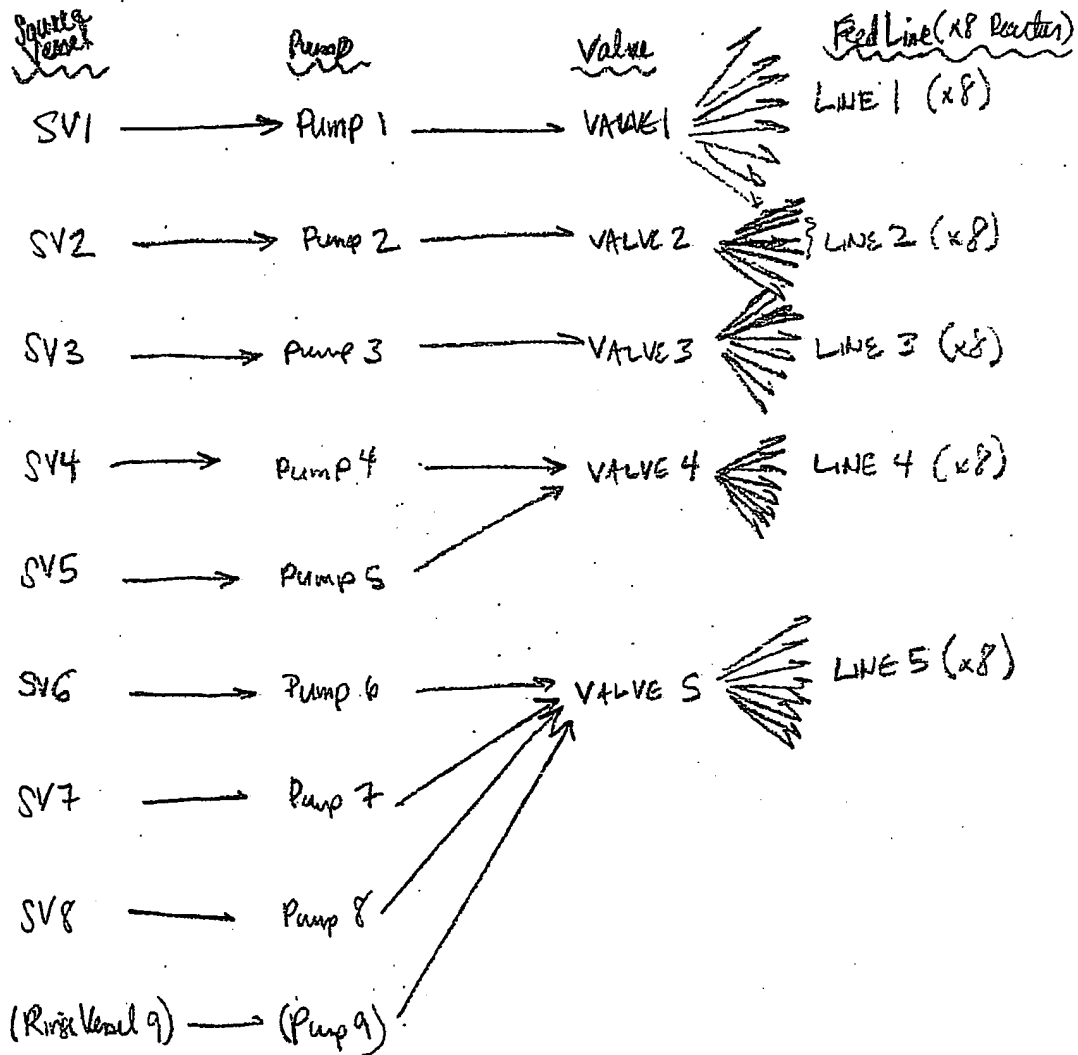 Source Vessel Pump Valve Feed Line (x8 Reactors)
SV1 Pump 1 VALVE 1 LINE 1 (x8)
SV2 Pump 2 VALVE 2 LINE 2 (x8)
SV3 Pump 3 VALVE 3 LINE 3 (x8)
SV4 Pump 4 VALVE 4 LINE 4 (x8)
SV5 Pump 5
SV6 Pump 6 VALVE 5 LINE 5 (x8)
SV7 Pump 7
SV8 Pump 8
(Rinse Vessel 9) (Pump 9)